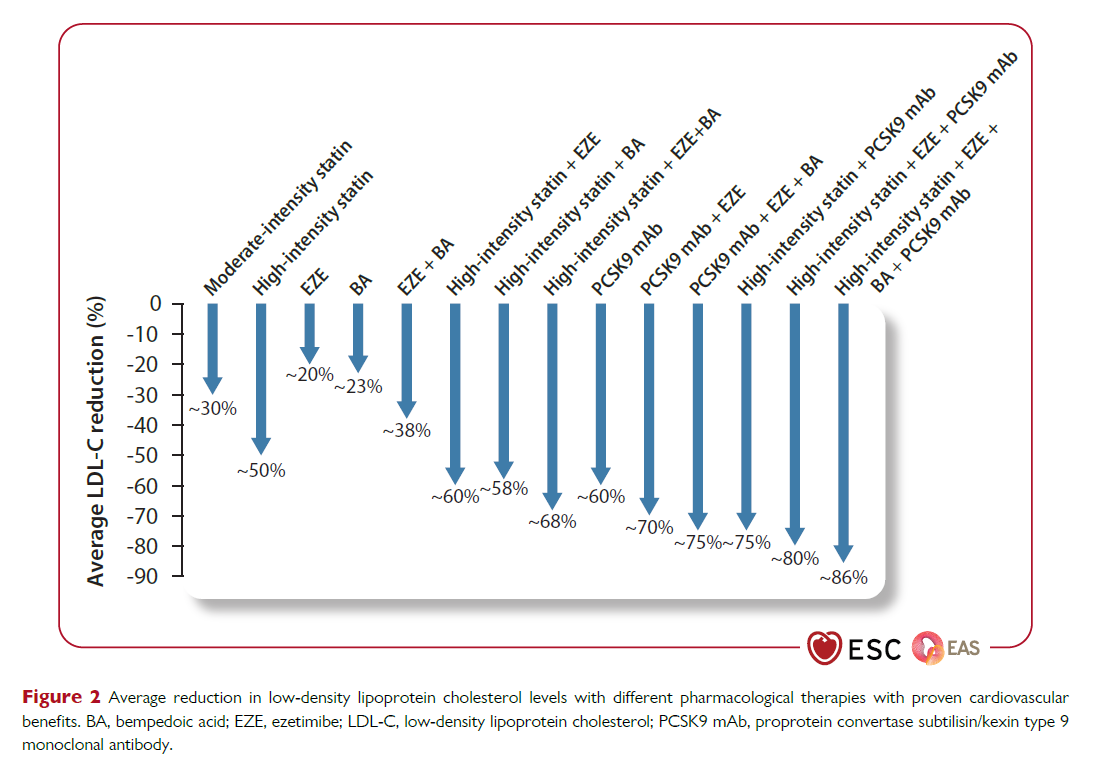 Moderate-intensity statin
High-intensity statin
EZE
BA
EZE + BA
High-intensity statin + EZE
High-intensity statin + BA
High-intensity statin + EZE+BA
PCSK9 mAb
PCSK9 mAb + EZE
PCSK9 mAb + EZE + BA
High-intensity statin + PCSK9 mAb
High-intensity statin + EZE + PCSK9 mAb
High-intensity statin + EZE +
BA + PCSK9 mAb
Average LDL-C reduction (%)
0
-10
-20
-30
-40
-50
-60
-70
-80
-90
~30%
~50%
~20%
~23%
~38%
~60%
~58%
~68%
~60%
~70%
~75%
~75%
~80%
~86%
ESC
EAS
Figure 2 Average reduction in low-density lipoprotein cholesterol levels with different pharmacological therapies with proven cardiovascular
benefits. BA, bempedoic acid; EZE, ezetimibe; LDL-C, low-density lipoprotein cholesterol; PCSK9 mAb, proprotein convertase subtilisin/kexin type 9
monoclonal antibody.